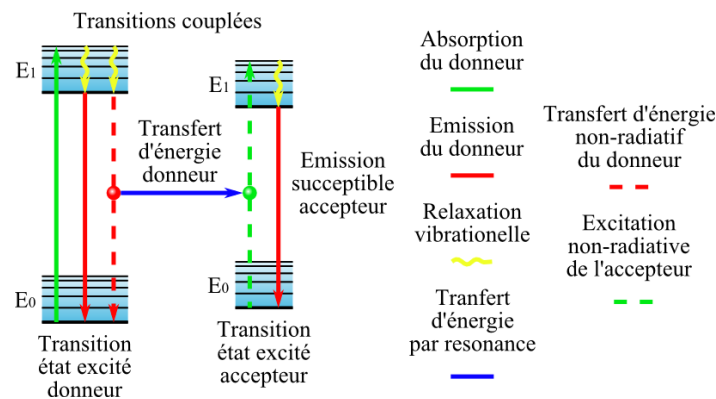 Transitions couplées
E1
E0
Transfert
d'énergie
donneur
E1
E0
Emission
succeptible
accepteur
Transition
état excité
donneur
Transition
état excité
accepteur
Absorption
du donneur
Emission
du donneur
Relaxation
vibrationelle
Tranfert
d'énergie
par resonance
Transfert d'énergie
non-radiatif
du donneur
Excitation
non-radiative
de l'accepteur